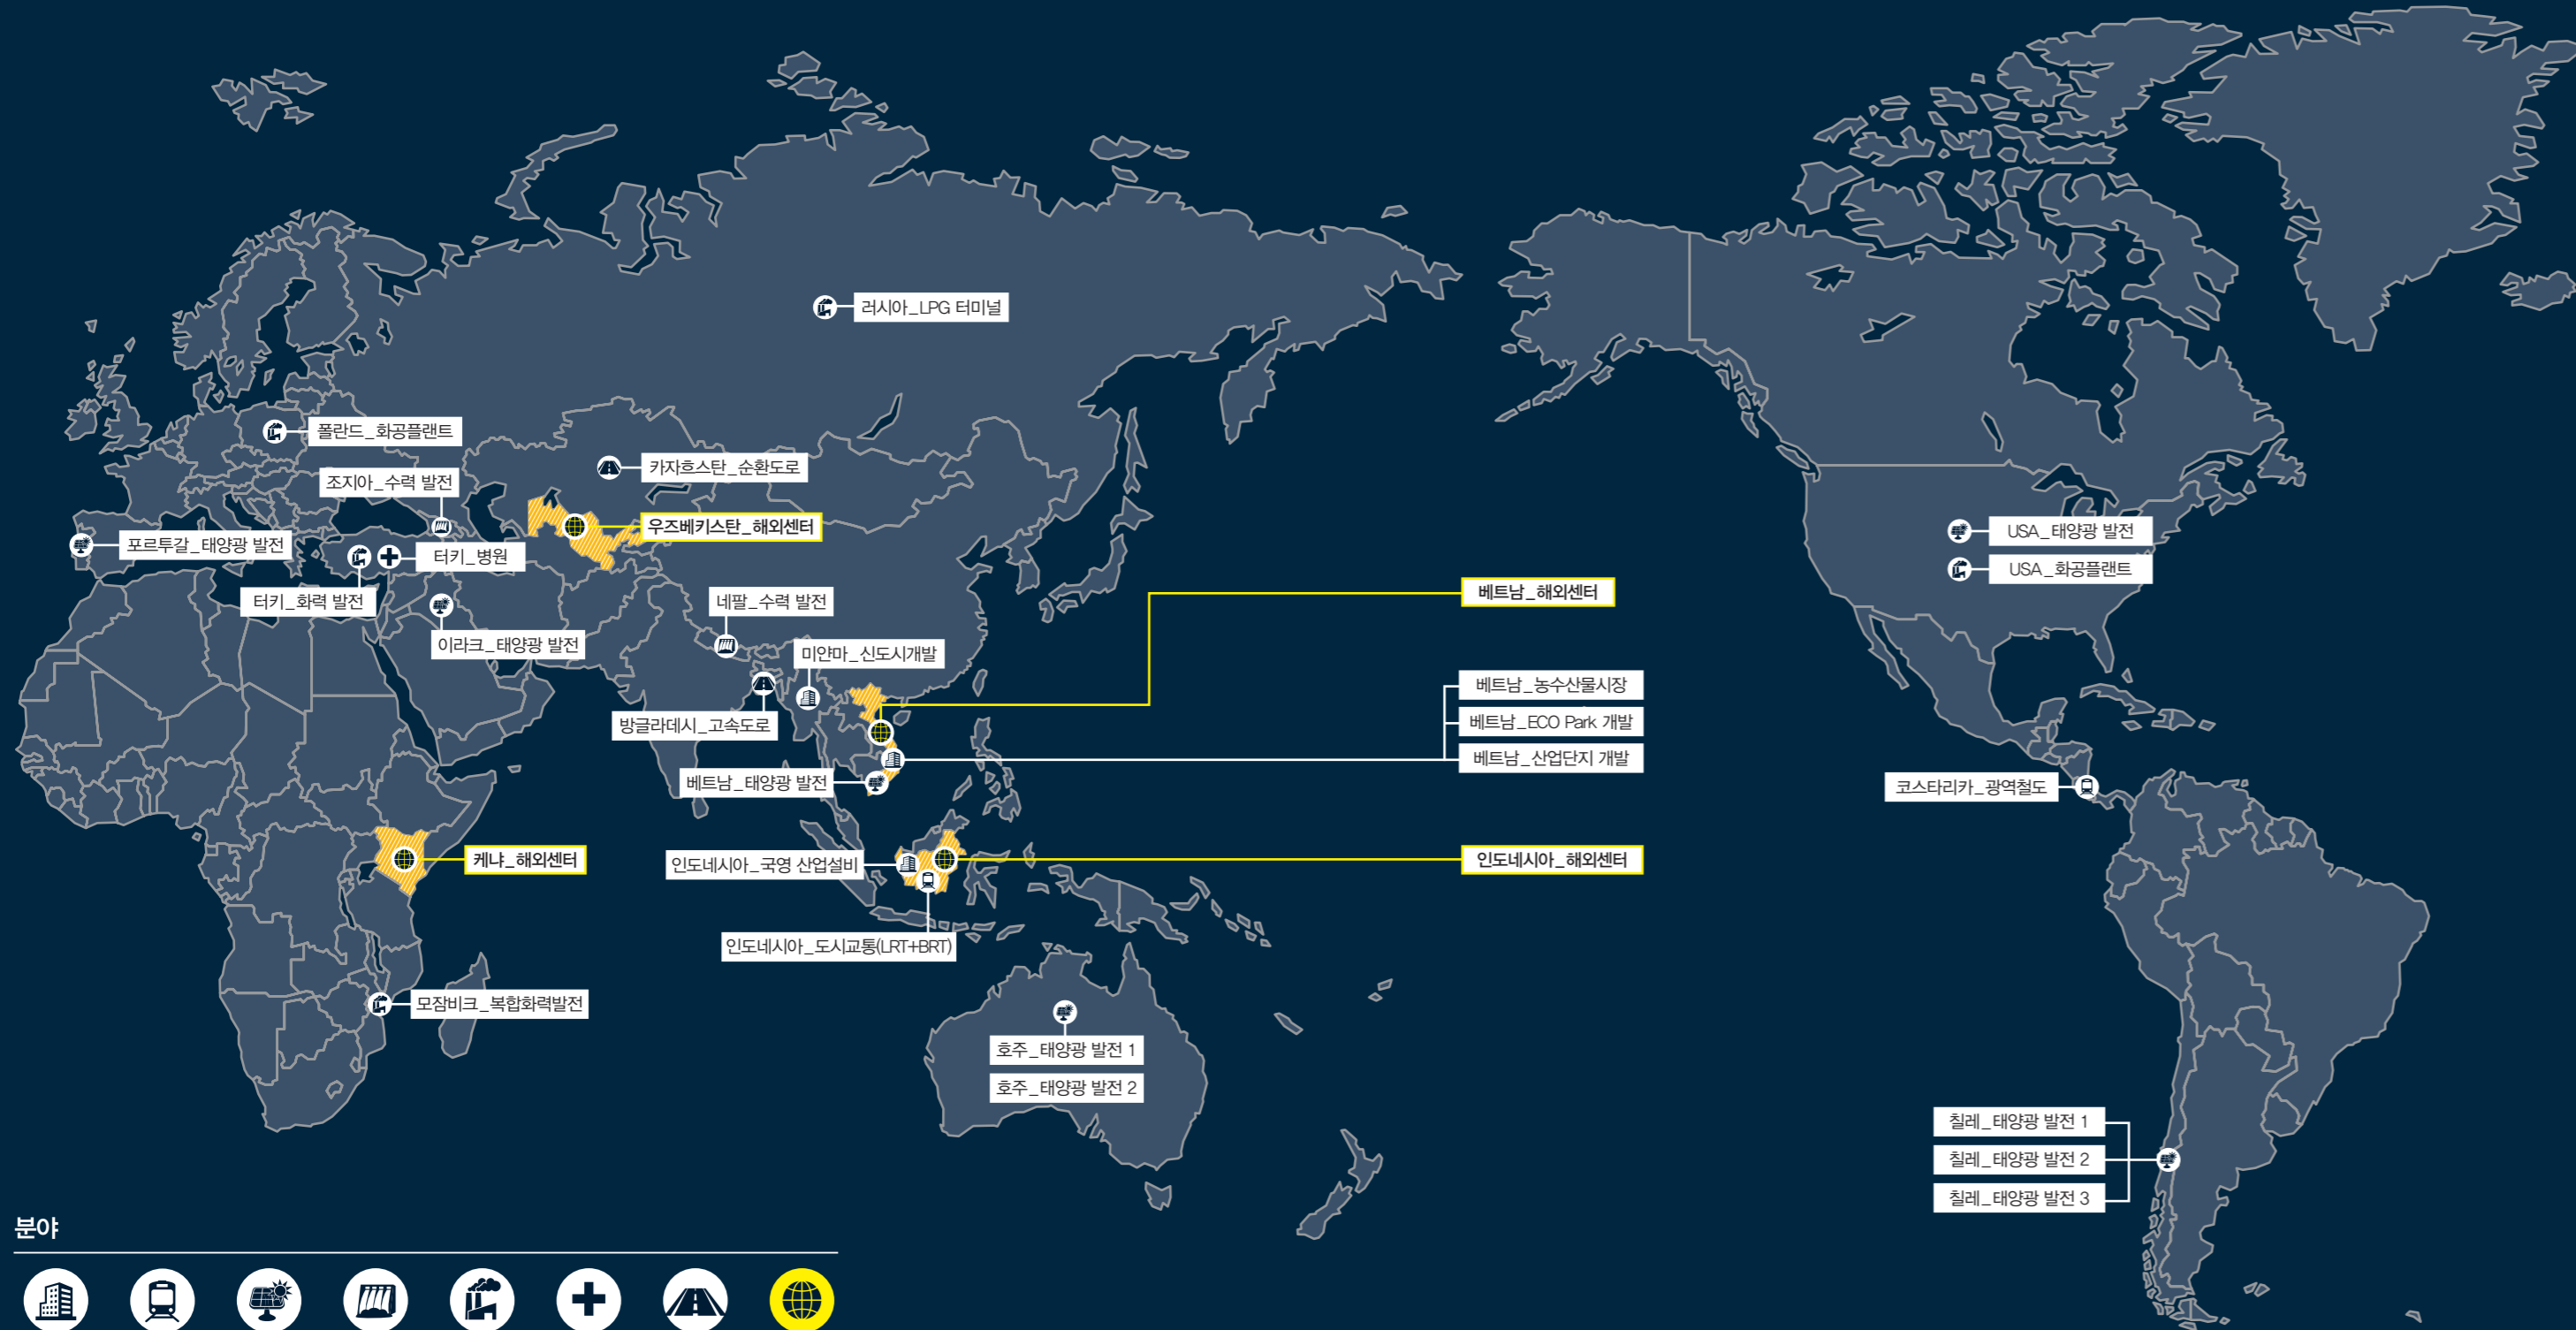 러시아_LPG 터미널
폴란드_화공플랜트
카자흐스탄_순환도로
조지아_수력 발전
우즈베키스탄_해외센터
포르투갈_태양광 발전
터키_병원
터키_화력 발전
이라크_태양광 발전
네팔_수력 발전
미얀마_신도시개발
방글라데시_고속도로
베트남_해외센터
베트남_농수산물시장
베트남_ECO Park 개발
베트남_산업단지 개발
베트남_태양광 발전
케냐_해외센터
인도네시아_국영 산업설비
인도네시아_해외센터
인도네시아_도시교통(LRT+BRT)
모잠비크_복합화력발전
호주_태양광 발전 1
호주_태양광 발전 2
USA_태양광 발전
USA_화공플랜트
코스타리카_광역철도
칠레_태양광 발전 1
칠레_태양광 발전 2
칠레_태양광 발전 3
분야